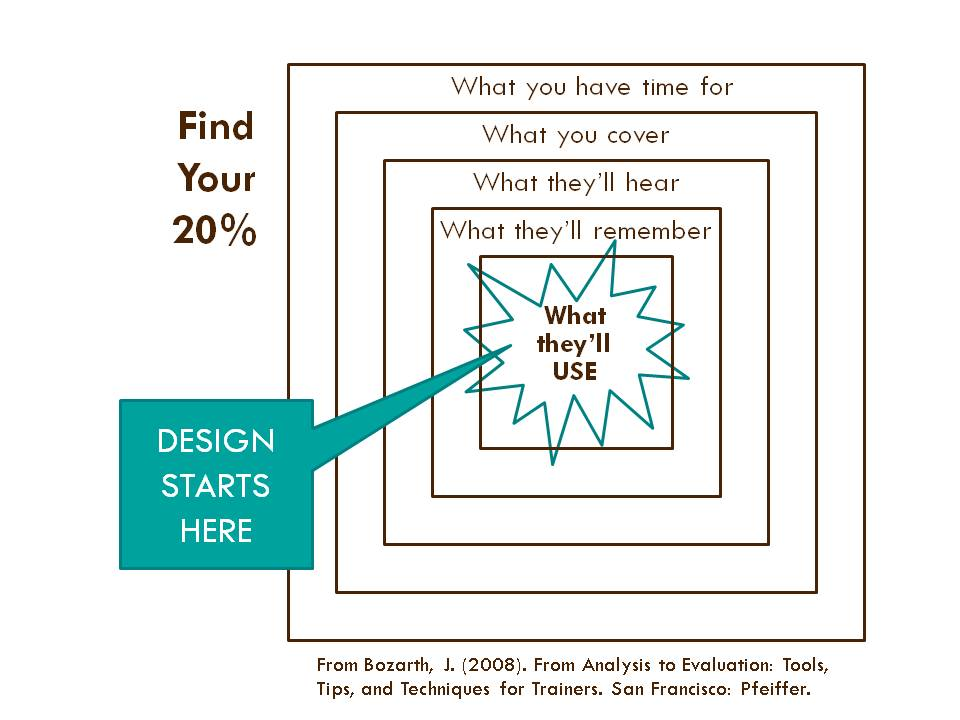 What you have time for
Find
Your
20%
What you cover
What they'll hear
What they'll remember
What
they'll
USE
DESIGN
STARTS
HERE
From Bozarth, J. (2008). From Analysis to Evaluation: Tools,
Tips, and Techniques for Trainers. San Francisco: Pfeiffer.